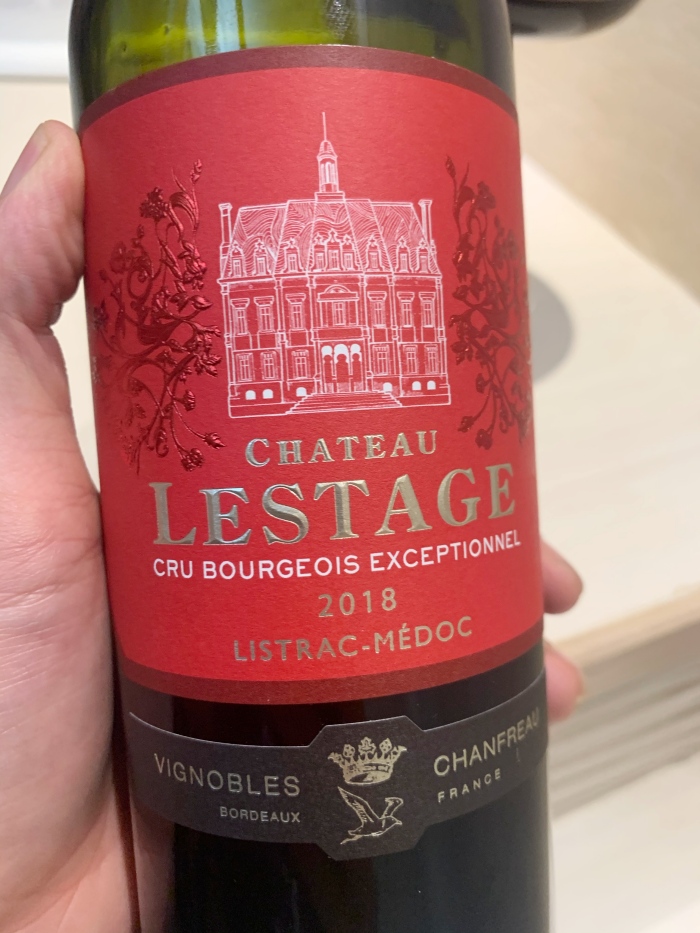 CHATEAU
LESTAGE
CRU BOURGEOIS EXCEPTIONNEL
2018
LISTRAC-MÉDOC
VIGNOBLES CHANFREAU
BORDEAUX FRANCE